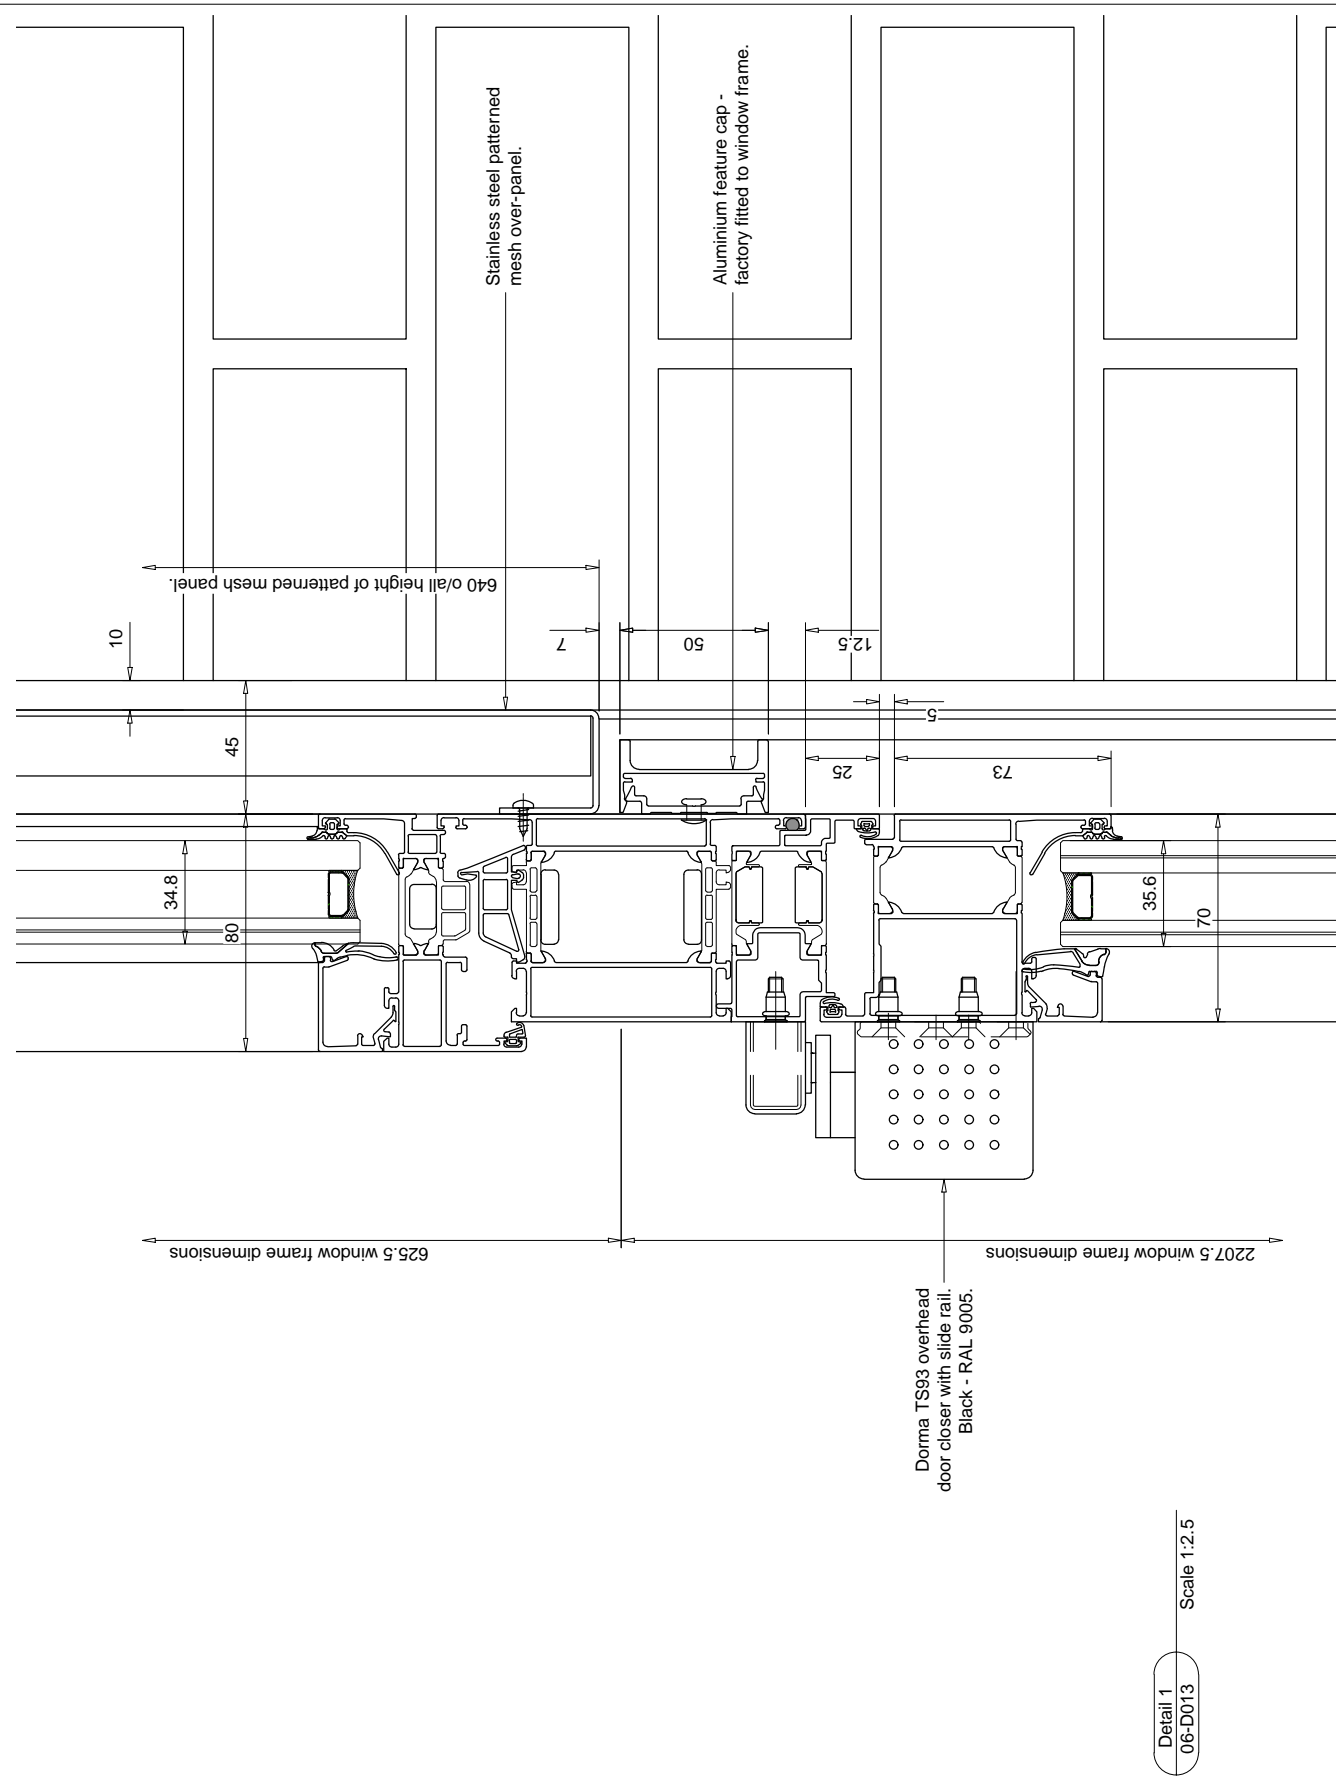 Stainless steel patterned
mesh over-panel.
Aluminium feature cap -
factory fitted to window frame.
640 o/all height of patterned mesh panel.
10
7
50
12.5
45
5
25
73
34.8
80
35.6
70
625.5 window frame dimensions
2207.5 window frame dimensions
Dorma TS93 overhead
door closer with slide rail.
Black - RAL 9005.
Detail 1
06-D013
Scale 1:2.5